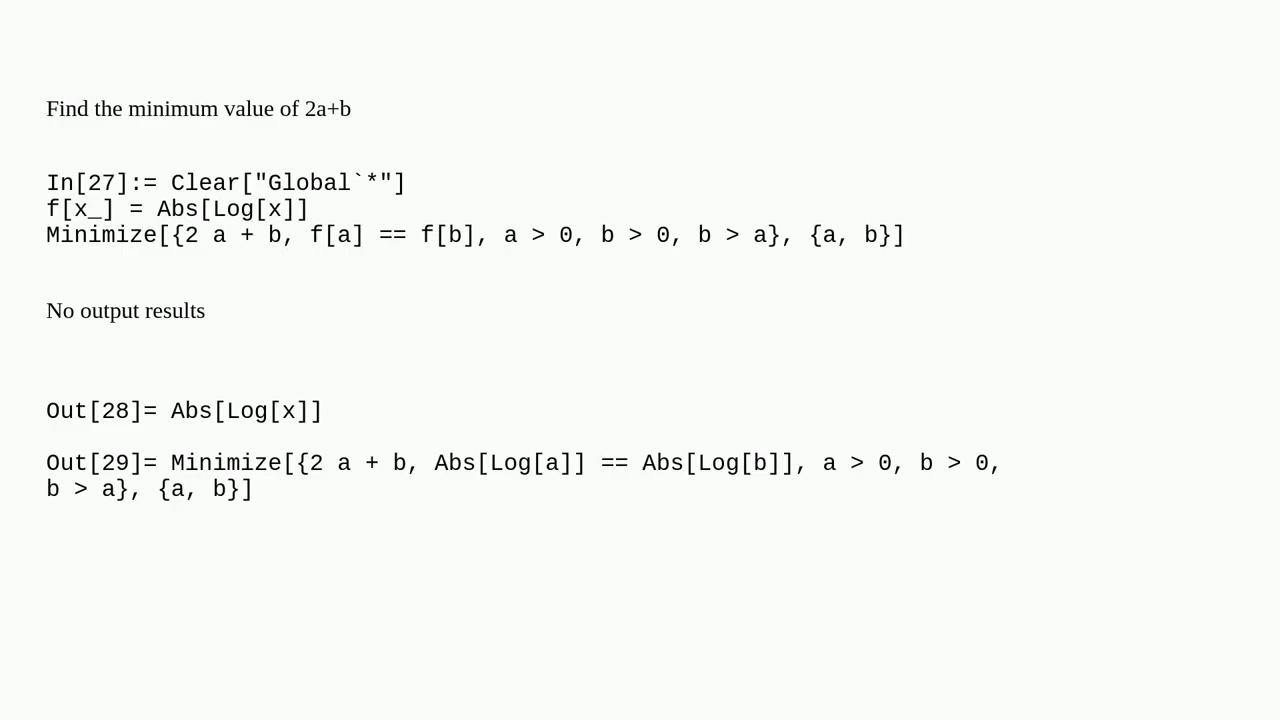 Find the minimum value of 2a+b
In[27]:= Clear["Global`*"]
f[x_] = Abs[Log[x]]
Minimize[{2 a + b, f[a] == f[b], a > 0, b > 0, b > a}, {a, b}]
No output results
Out[28]= Abs[Log[x]]
Out[29]= Minimize[{2 a + b, Abs[Log[a]] == Abs[Log[b]], a > 0, b > 0,
b > a}, {a, b}]